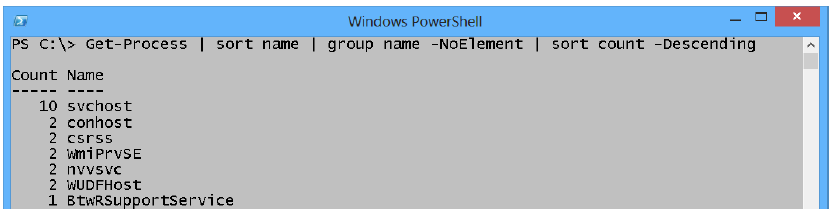 Windows PowerShell
PS C:\> Get-Process | sort name | group name -NoElement | sort count -Descending
Count Name
----- ----
10 svchost
2 conhost
2 csrss
2 WmiPrvSE
2 nvvsvc
2 WUDFHost
1 BtwRSupportService